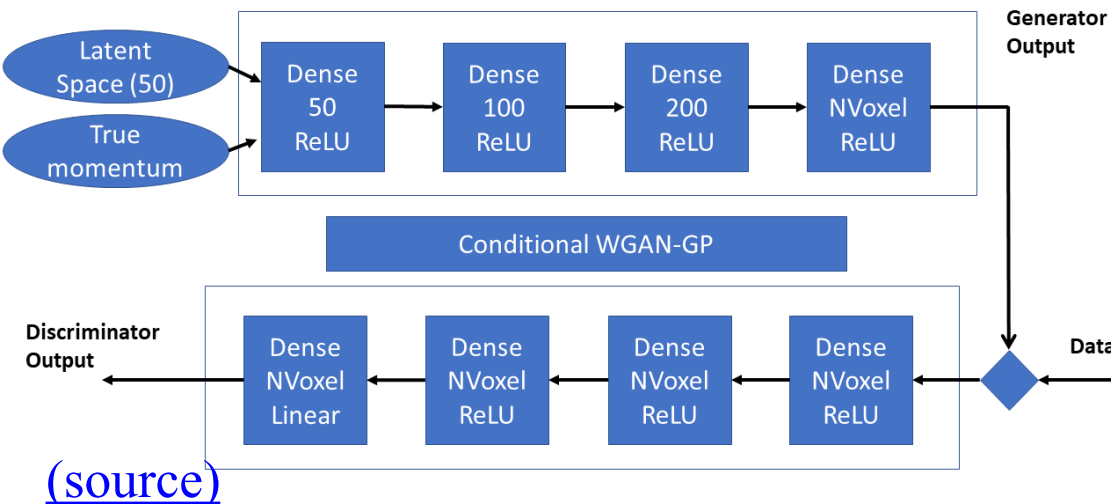 Latent
Space (50)
True
momentum
Dense
50
ReLU
Dense
100
ReLU
Dense
200
ReLU
Dense
NVoxel
ReLU
Generator
Output
Conditional WGAN-GP
Discriminator
Output
Dense
NVoxel
Linear
Dense
NVoxel
ReLU
Dense
NVoxel
ReLU
Dense
NVoxel
ReLU
Data
(source)